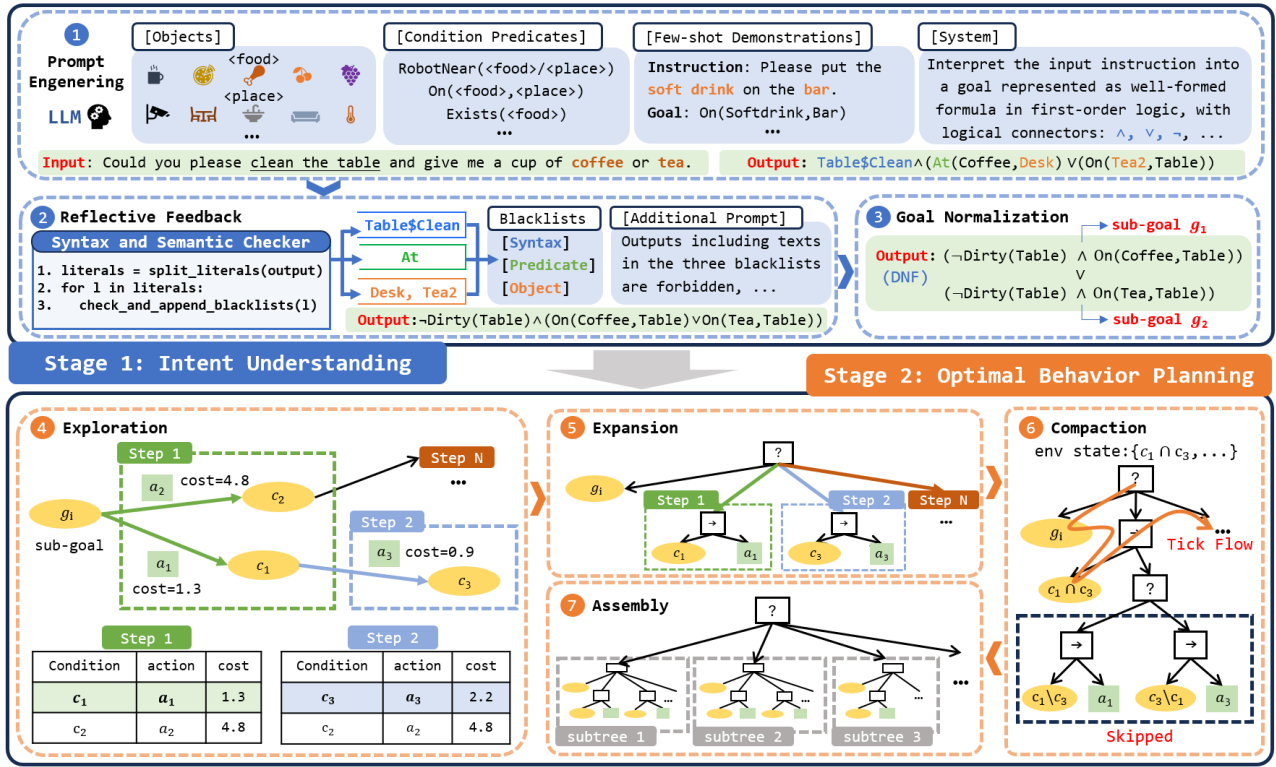 1
Prompt
Engenering
LLM
[Objects]
<food>
<place>
...
[Condition Predicates]
RobotNear(<food>/<place>)
On(<food>,<place>)
Exists(<food>)
...
[Few-shot Demonstrations]
Instruction: Please put the
soft drink on the bar.
Goal: On(Softdrink,Bar)
...
[System]
Interpret the input instruction into
a goal represented as well-formed
formula in first-order logic, with
logical connectors: ∧, ∨, ¬, ...
Input: Could you please clean the table and give me a cup of coffee or tea.
Output: Table$Clean∧(At(Coffee,Desk) ∨(On(Tea2,Table))
2 Reflective Feedback
Syntax and Semantic Checker
1. literals = split_literals(output)
2. for l in literals:
3. check_and_append_blacklists(l)
Table$Clean
At
Desk, Tea2
Blacklists
[Syntax]
[Predicate]
[Object]
[Additional Prompt]
Outputs including texts
in the three blacklists
are forbidden, ...
Output:¬Dirty(Table)∧(On(Coffee,Table)∨On(Tea,Table))
3 Goal Normalization
sub-goal g1
Output: (¬Dirty(Table) ∧ On(Coffee,Table))
(DNF)
∨
(¬Dirty(Table) ∧ On(Tea,Table))
sub-goal g2
Stage 1: Intent Understanding
Stage 2: Optimal Behavior Planning
4 Exploration
Step 1
a2 cost=4.8
c2
Step N
...
gi
sub-goal
a1
cost=1.3
c1
Step 2
a3 cost=0.9
c3
Step 1
Condition action cost
c1 a1 1.3
c2 a2 4.8
Step 2
Condition action cost
c3 a3 2.2
c2 a2 4.8
5 Expansion
?
gi
Step 1
→
c1 a1
Step 2
→
c3 a3
Step N
...
7 Assembly
?
...
...
...
...
subtree 1
subtree 2
subtree 3
6 Compaction
env state:{c1 ∩ c3,...}
?
gi
→
...
Tick Flow
c1 ∩ c3
?
→ →
c1\c3 a1 c3\c1 a3
Skipped